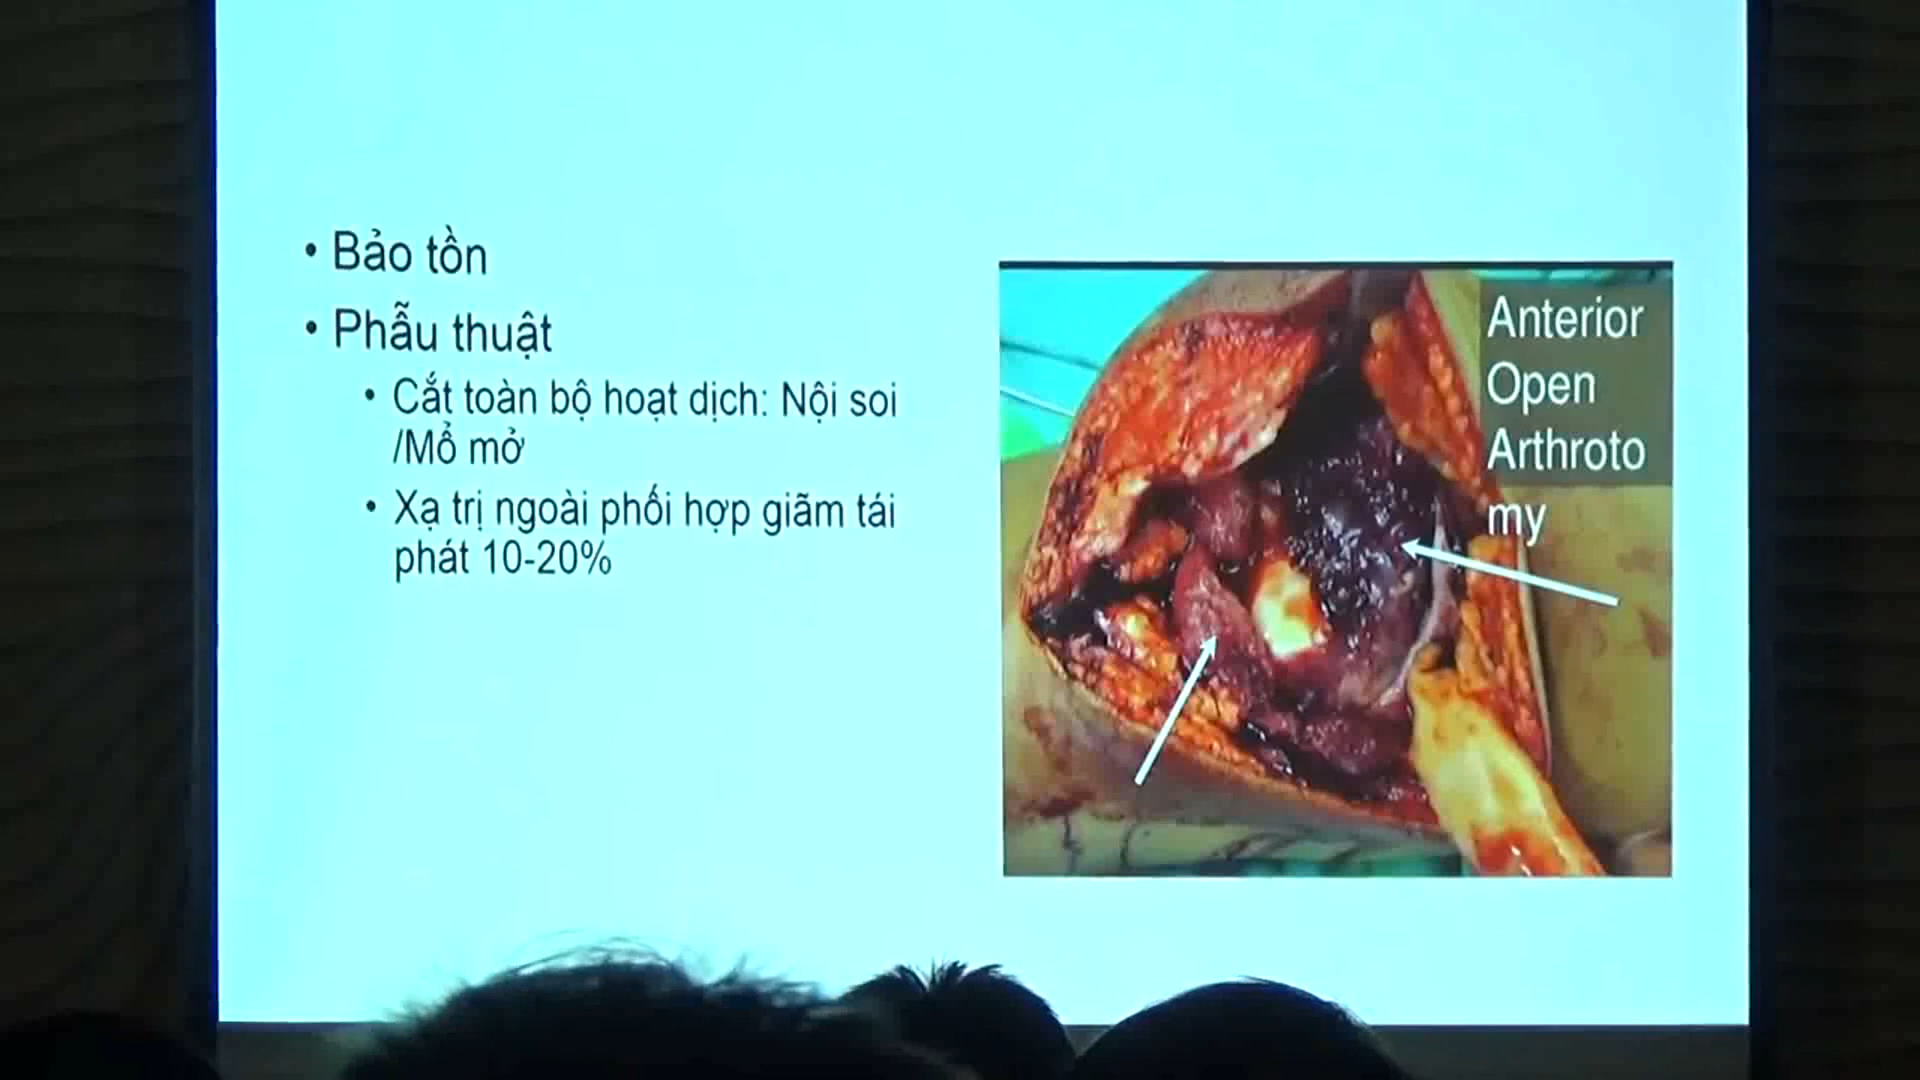 • Bảo tồn
• Phẫu thuật
• Cắt toàn bộ hoạt dịch: Nội soi
/Mổ mở
• Xạ trị ngoài phối hợp giãm tái
phát 10-20%
Anterior
Open
Arthroto
my